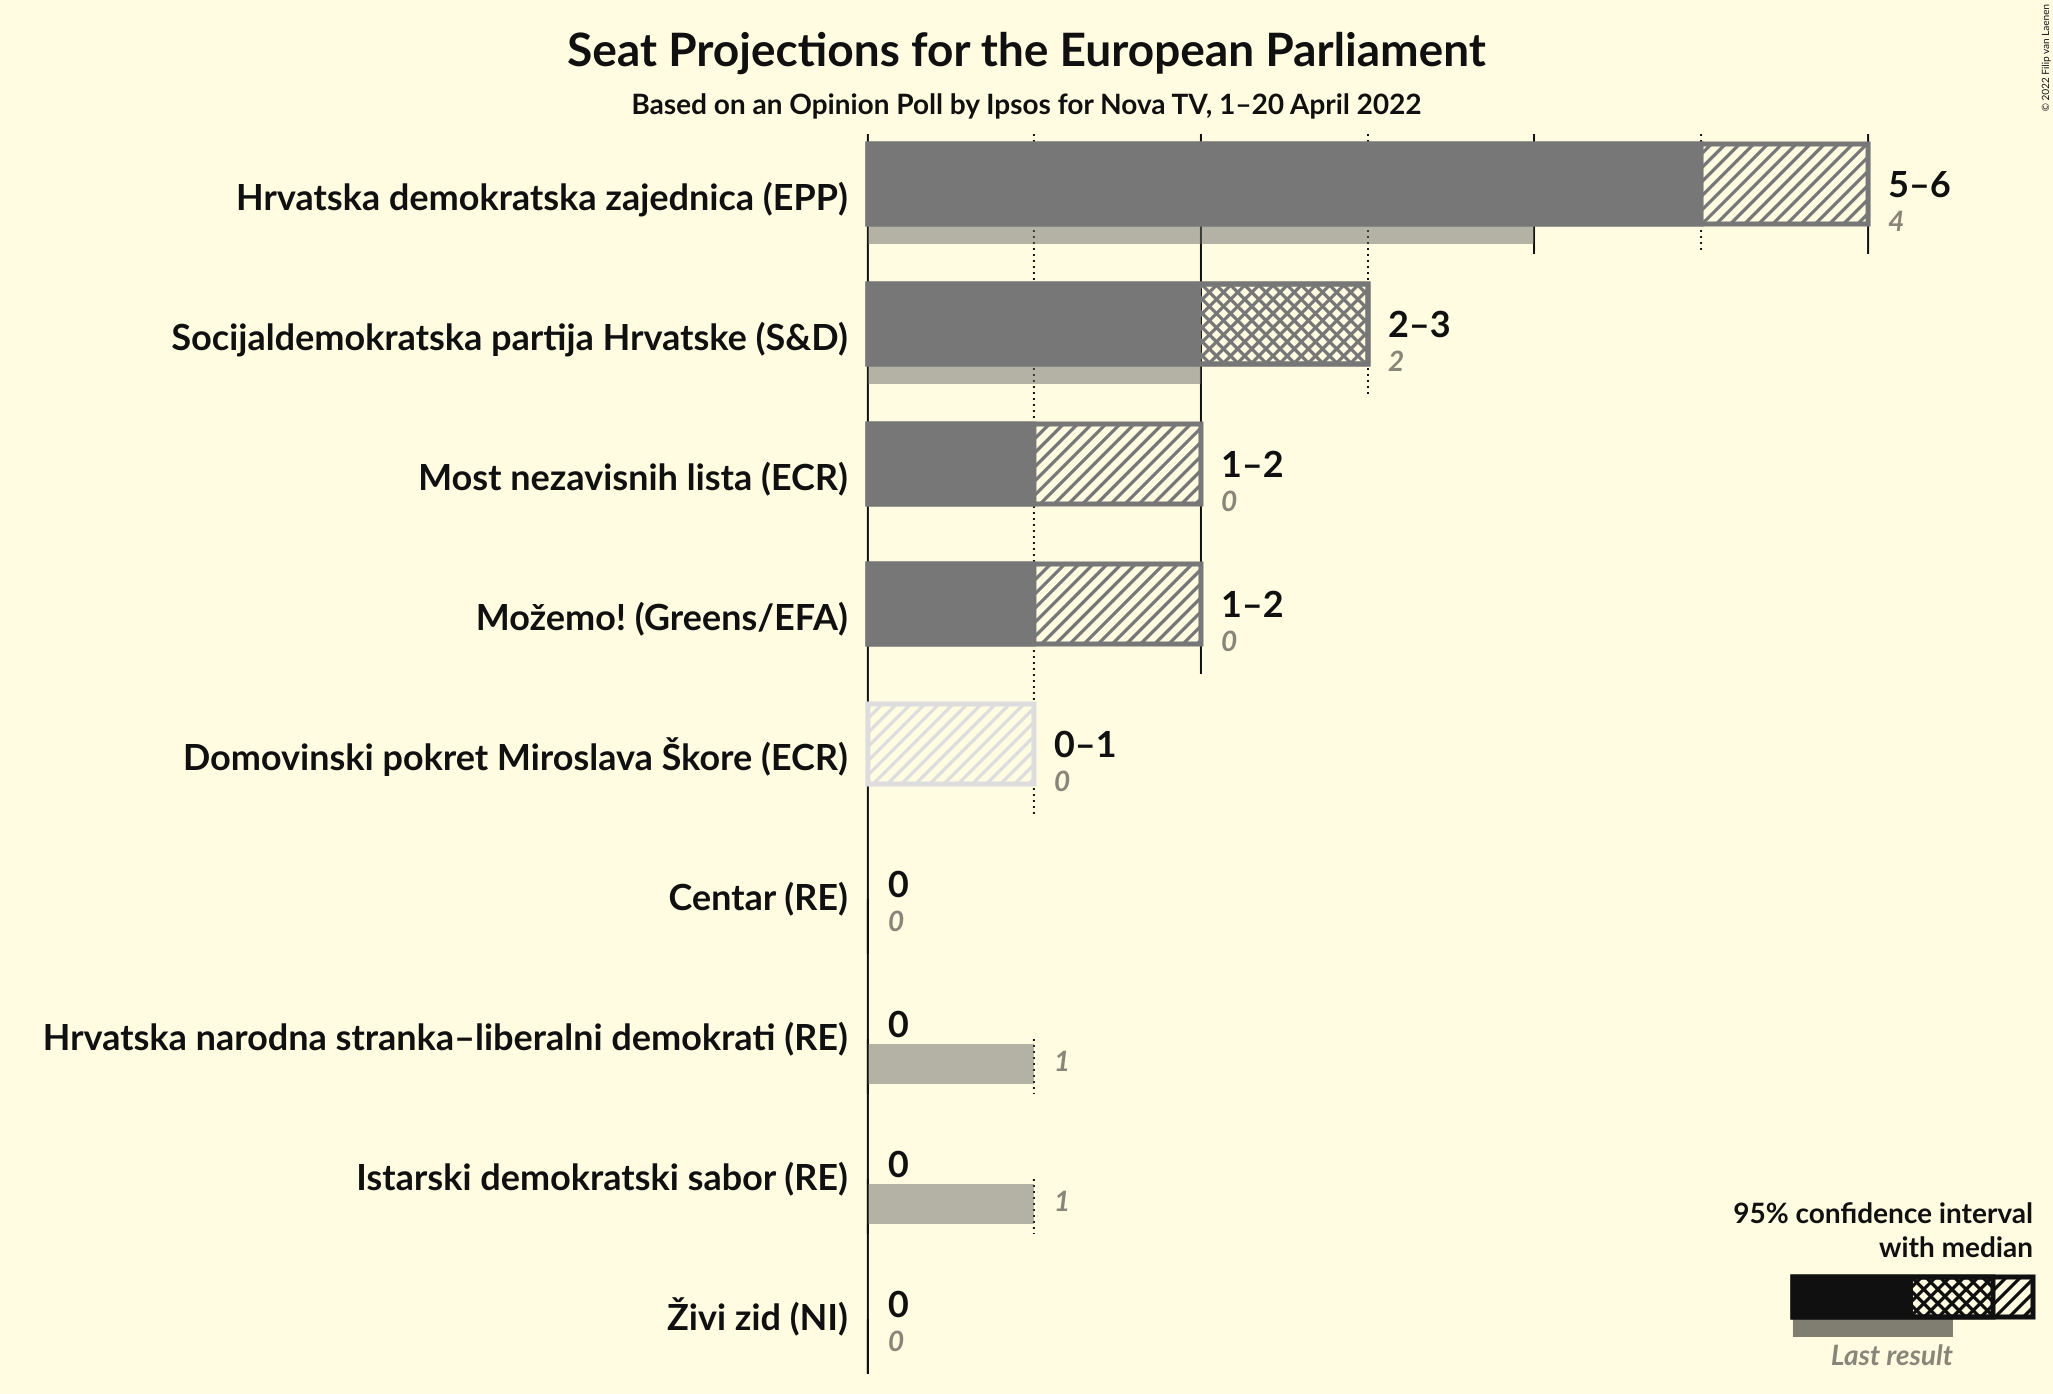 Seat Projections for the European Parliament
Based on an Opinion Poll by Ipsos for Nova TV, 1–20 April 2022
© 2022 Filip van Laenen
Hrvatska demokratska zajednica (EPP)
5–6
4
Socijaldemokratska partija Hrvatske (S&D)
2–3
2
Most nezavisnih lista (ECR)
1–2
0
Možemo! (Greens/EFA)
1–2
0
Domovinski pokret Miroslava Škore (ECR)
0–1
0
Centar (RE)
0
0
Hrvatska narodna stranka–liberalni demokrati (RE)
0
1
Istarski demokratski sabor (RE)
0
1
Živi zid (NI)
0
0
95% confidence interval
with median
Last result